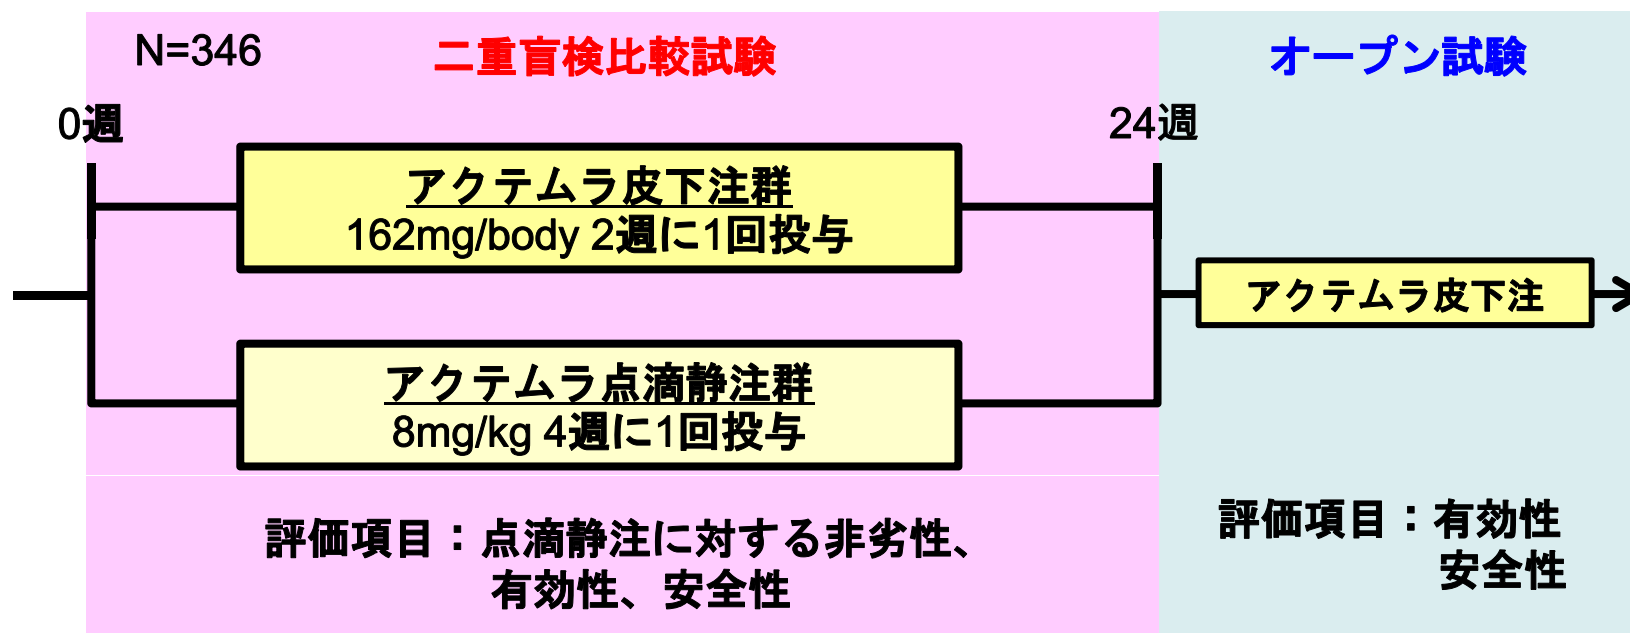 N=346
二重盲検比較試験
オープン試験
0週
24週
アクテムラ皮下注群
162mg/body 2週に1回投与
アクテムラ皮下注
アクテムラ点滴静注群
8mg/kg 4週に1回投与
評価項目：点滴静注に対する非劣性、
有効性、安全性
評価項目：有効性
安全性